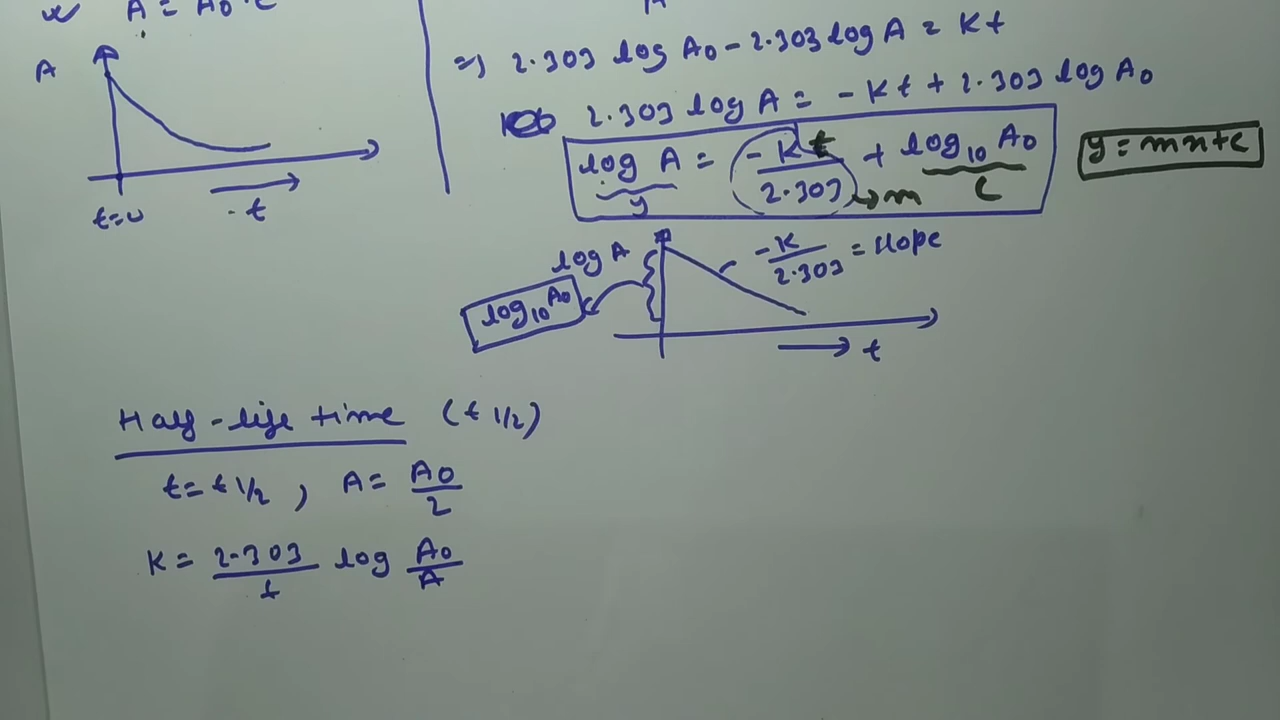 A = A0 e
A
t=0
t
A
=) 2.303 log A0 - 2.303 log A = Kt
2.303 log A = -Kt + 2.303 log A0
log A = -Kt/2.303 + log10 A0
y → m C
y = mx+c
log A
log10 A0
-K/2.303 = slope
t
Half-life time (t 1/2)
t = t 1/2 , A = A0/2
K = 2.303/t log A0/A